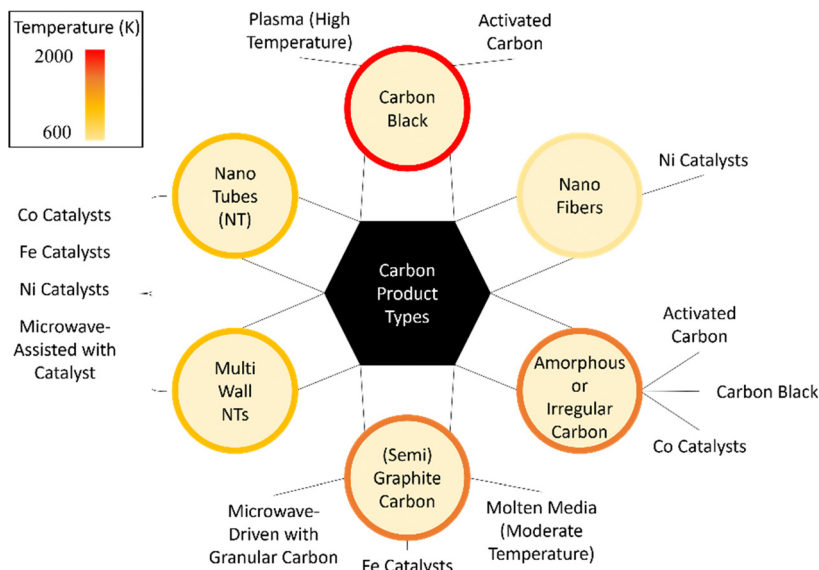 Temperature (K)
2000
600
Plasma (High
Temperature)
Activated
Carbon
Carbon
Black
Nano
Tubes
(NT)
Nano
Fibers
Ni Catalysts
Co Catalysts
Fe Catalysts
Ni Catalysts
Microwave-
Assisted with
Catalyst
Carbon
Product
Types
Multi
Wall
NTs
Amorphous
or
Irregular
Carbon
Activated
Carbon
Carbon Black
Co Catalysts
(Semi)
Graphite
Carbon
Microwave-
Driven with
Granular Carbon
Fe Catalysts
Molten Media
(Moderate
Temperature)